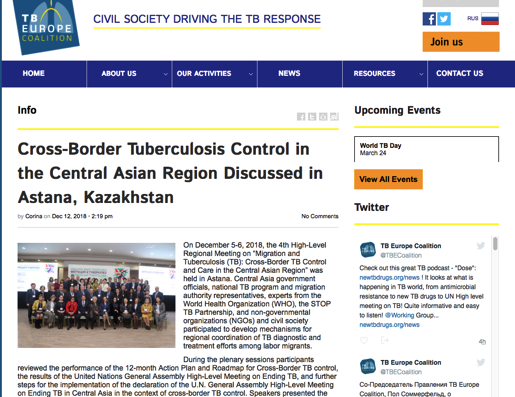 TB
EUROPE
COALITION
CIVIL SOCIETY DRIVING THE TB RESPONSE
RUS
Join us
HOME
ABOUT US
OUR ACTIVITIES
NEWS
RESOURCES
CONTACT US
Info
Cross-Border Tuberculosis Control in
the Central Asian Region Discussed in
Astana, Kazakhstan
by Corina on Dec 12, 2018 - 2:19 pm
No Comments
On December 5-6, 2018, the 4th High-Level
Regional Meeting on "Migration and
Tuberculosis (TB): Cross-Border TB Control
and Care in the Central Asian Region" was
held in Astana. Central Asia government
officials, national TB program and migration
authority representatives, experts from the
World Health Organization (WHO), the STOP
TB Partnership, and non-governmental
organizations (NGOs) and civil society
participated to develop mechanisms for
regional coordination of TB diagnostic and
treatment efforts among labor migrants.
During the plenary sessions participants
reviewed the performance of the 12-month Action Plan and Roadmap for Cross-Border TB control,
the results of the United Nations General Assembly High-Level Meeting on Ending TB, and further
steps for the implementation of the declaration of the U.N. General Assembly High-Level Meeting
on Ending TB in Central Asia in the context of cross-border TB control. Speakers presented the
Upcoming Events
World TB Day
March 24
View All Events
Twitter
TB Europe Coalition
@TBECoalition
Check out this great TB podcast - "Dose":
newtbdrugs.org/news ! It looks at what is
happening in TB world, from antimicrobial
resistance to new TB drugs to UN High level
meeting on TB! Quite informative and easy
to listen! @Working Group...
newtbdrugs.org/news
4h
TB Europe Coalition
@TBECoalition
Со-Председатель Правления TB Europe
Coalition, Пол Соммерфельд, о